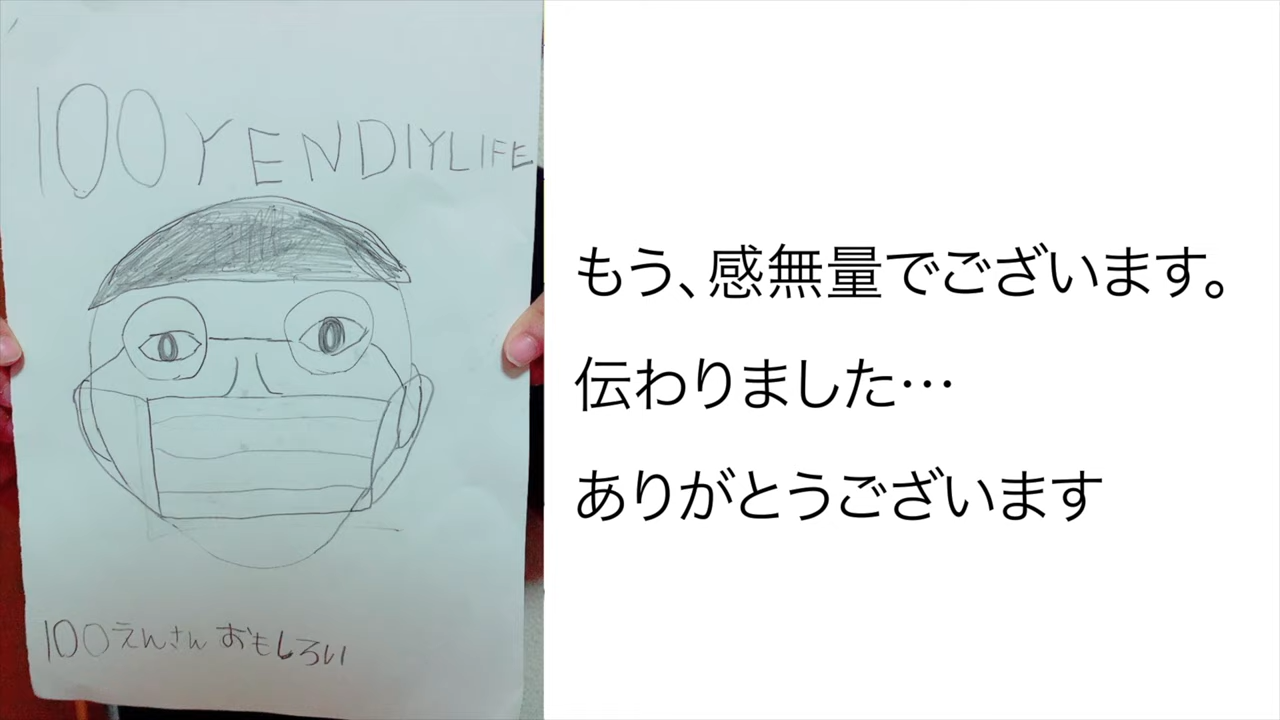 100YENDIYLIFE
100えんさん おもしろい
もう、感無量でございます。
伝わりました…
ありがとうございます